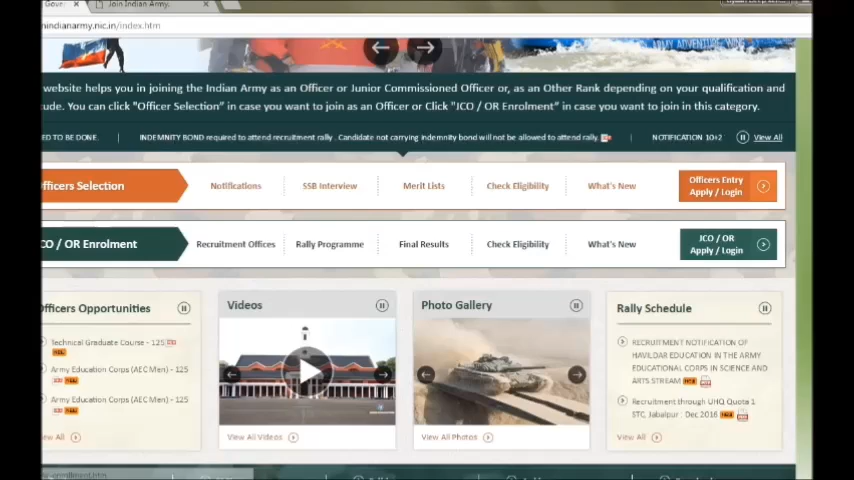 Join Indian Army.
nindianarmy.nic.in/index.htm
ARMY ADVENTURE WING
website helps you in joining the Indian Army as an Officer or Junior Commissioned Officer or, as an Other Rank depending on your qualification and
tude. You can click "Officer Selection" in case you want to join as an Officer or Click "JCO / OR Enrolment" in case you want to join in this category.
ED TO BE DONE. | INDEMNITY BOND required to attend recruitment rally . Candidate not carrying indemnity bond will not be allowed to attend rally | NOTIFICATION 10+2 View All
fficers Selection Notifications SSB Interview Merit Lists Check Eligibility What's New Officers Entry
Apply / Login
CO / OR Enrolment Recruitment Offices Rally Programme Final Results Check Eligibility What's New JCO / OR
Apply / Login
Officers Opportunities
Technical Graduate Course - 125
NEW
Army Education Corps (AEC Men) - 125
NEW
Army Education Corps (AEC Men) - 125
NEW
ew All
Videos
View All Videos
Photo Gallery
View All Photos
Rally Schedule
RECRUITMENT NOTIFICATION OF
HAVILDAR EDUCATION IN THE ARMY
EDUCATIONAL CORPS IN SCIENCE AND
ARTS STREAM NEW
Recruitment through UHQ Quota 1
STC, Jabalpur : Dec 2016 NEW
View All